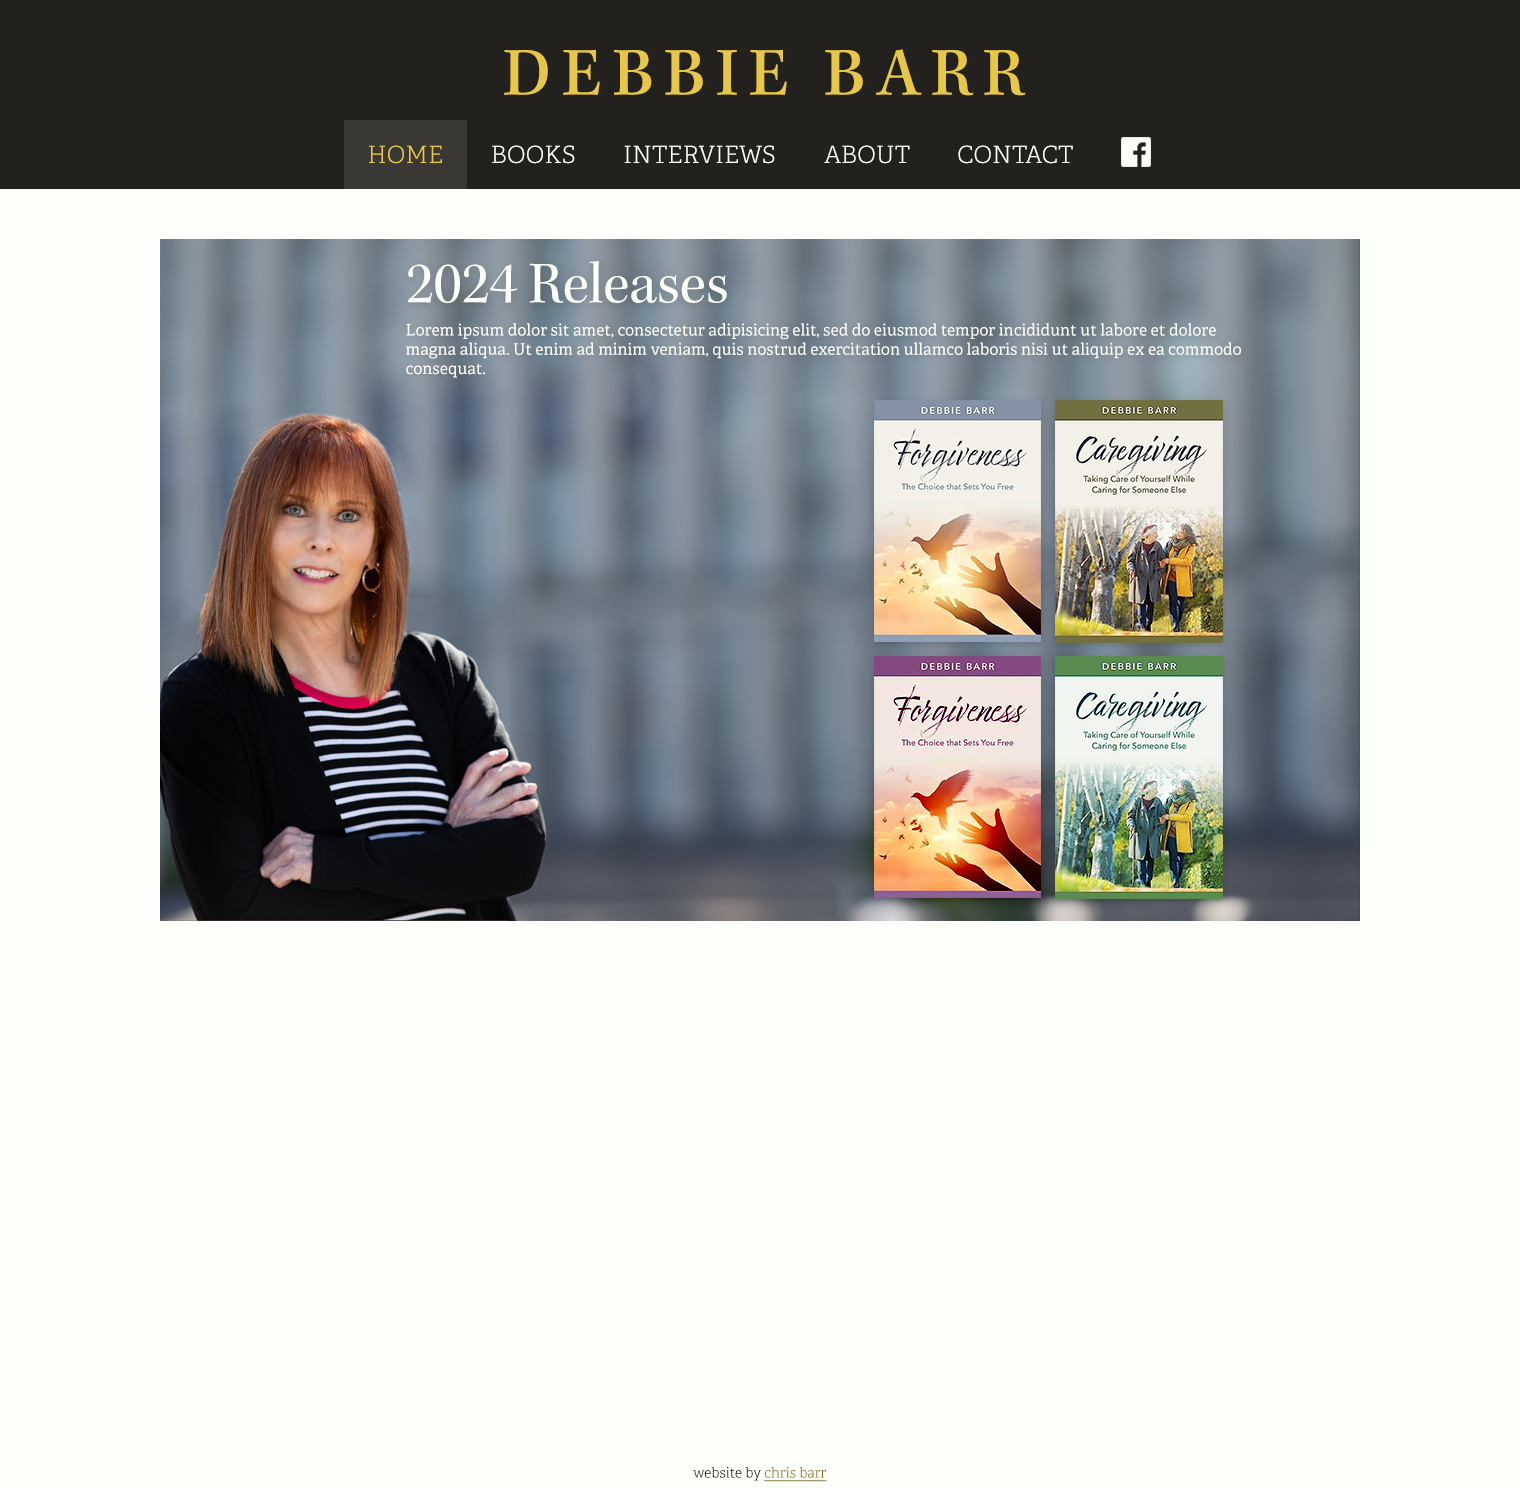 DEBBIE BARR
HOME BOOKS INTERVIEWS ABOUT CONTACT
2024 Releases
Lorem ipsum dolor sit amet, consectetur adipisicing elit, sed do eiusmod tempor incididunt ut labore et dolore
magna aliqua. Ut enim ad minim veniam, quis nostrud exercitation ullamco laboris nisi ut aliquip ex ea commodo
consequat.
DEBBIE BARR
Forgiveness
The Choice that Sets You Free
DEBBIE BARR
Caregiving
Taking Care of Yourself While
Caring for Someone Else
DEBBIE BARR
Forgiveness
The Choice that Sets You Free
DEBBIE BARR
Caregiving
Taking Care of Yourself While
Caring for Someone Else
website by chris barr